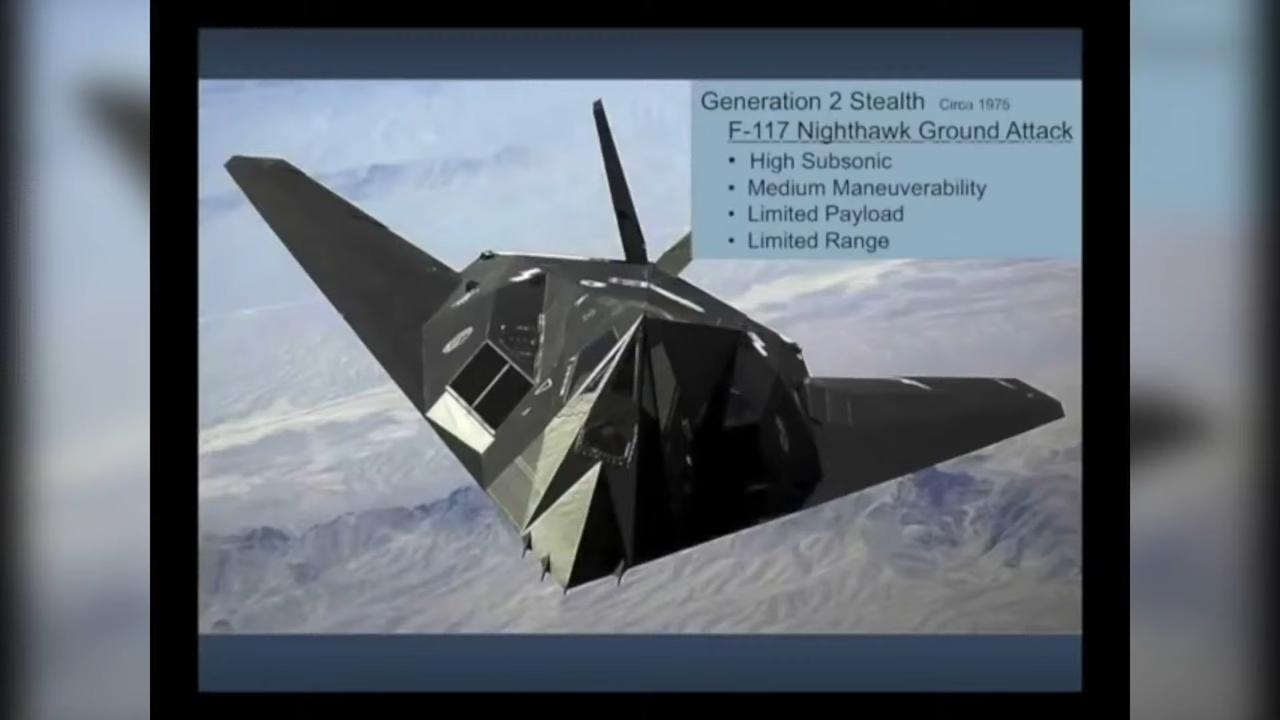 Generation 2 Stealth Circa 1975
F-117 Nighthawk Ground Attack
• High Subsonic
• Medium Maneuverability
• Limited Payload
• Limited Range